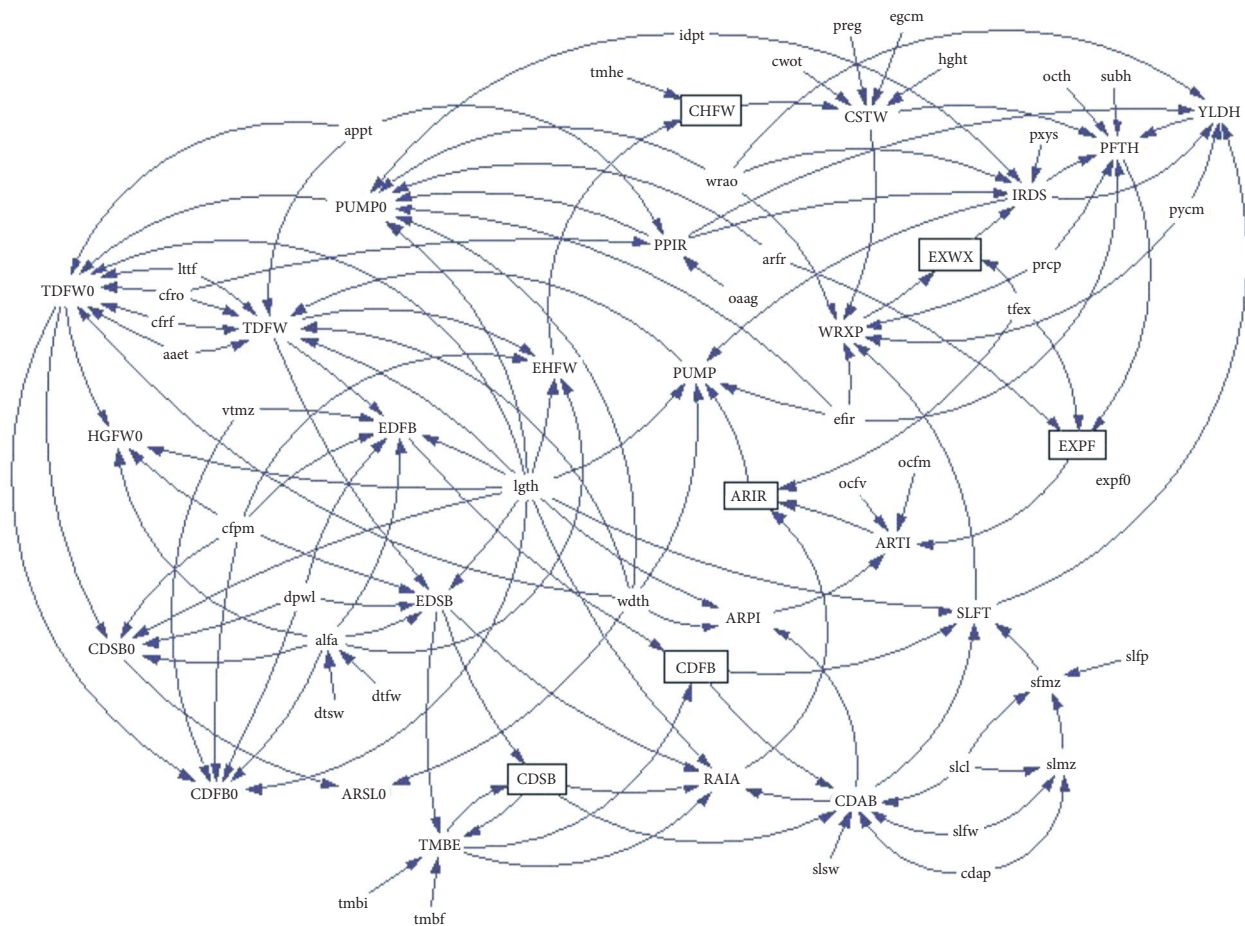 egcm
preg
idpt
cwot
hght
tmhe
octh
subh
CHFW
YLDH
CSTW
appt
pxys
PFTH
wrao
IRDS
PUMP0
pycm
PPIR
EXWX
arfr
prcp
lttf
TDFW0
cfro
oaag
tfex
cfrf
TDFW
WRXP
aaet
EHFW
PUMP
vtmz
efir
HGFW0
EDFB
EXPF
ocfm
expf0
lgth
ocfv
ARIR
cfpm
ARTI
dpwl
EDSB
wdth
ARPI
SLFT
alfa
CDSB0
CDFB
slfp
sfmz
dtfw
dtsw
slcl
slmz
CDSB
RAIA
CDFB0
ARSL0
CDAB
slfw
TMBE
slsw
cdap
tmbi
tmbf